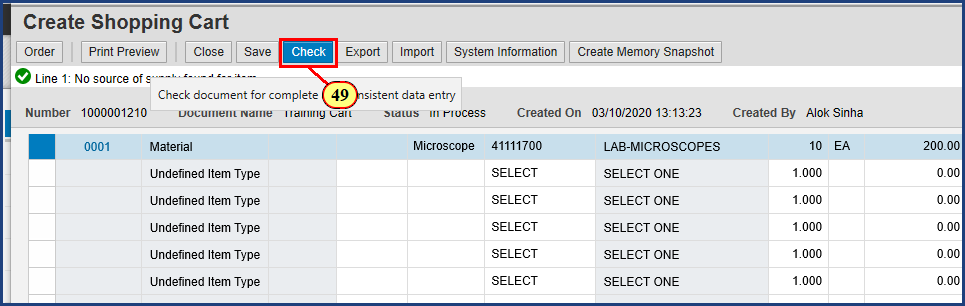 Create Shopping Cart
Order Print Preview Close Save Check Export Import System Information Create Memory Snapshot
Line 1: No source of supply found for item
Check document for complete 49 nsistent data entry
Number 1000001210 Document Name Training Cart Status In Process Created On 03/10/2020 13:13:23 Created By Alok Sinha
0001 Material Microscope 41111700 LAB-MICROSCOPES 10 EA 200.00
Undefined Item Type SELECT SELECT ONE 1.000 0.00
Undefined Item Type SELECT SELECT ONE 1.000 0.00
Undefined Item Type SELECT SELECT ONE 1.000 0.00
Undefined Item Type SELECT SELECT ONE 1.000 0.00
Undefined Item Type SELECT SELECT ONE 1.000 0.00